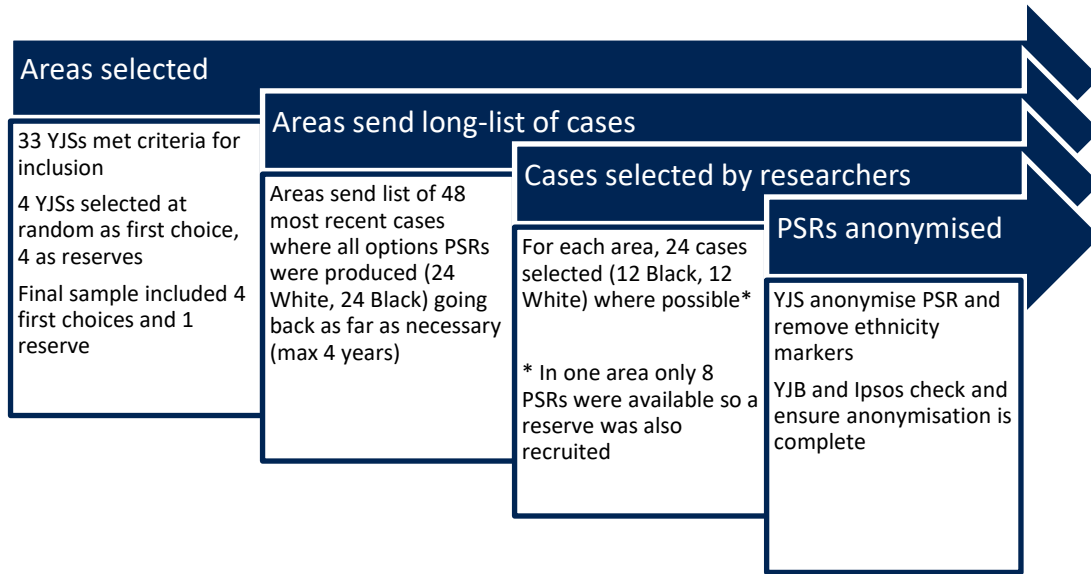 Areas selected
33 YJSs met criteria for
inclusion
4 YJSs selected at
random as first choice,
4 as reserves
Final sample included 4
first choices and 1
reserve
Areas send long-list of cases
Areas send list of 48
most recent cases
where all options PSRs
were produced (24
White, 24 Black) going
back as far as necessary
(max 4 years)
Cases selected by researchers
For each area, 24 cases
selected (12 Black, 12
White) where possible*
* In one area only 8
PSRs were available so a
reserve was also
recruited
PSRs anonymised
YJS anonymise PSR and
remove ethnicity
markers
YJB and Ipsos check and
ensure anonymisation is
complete